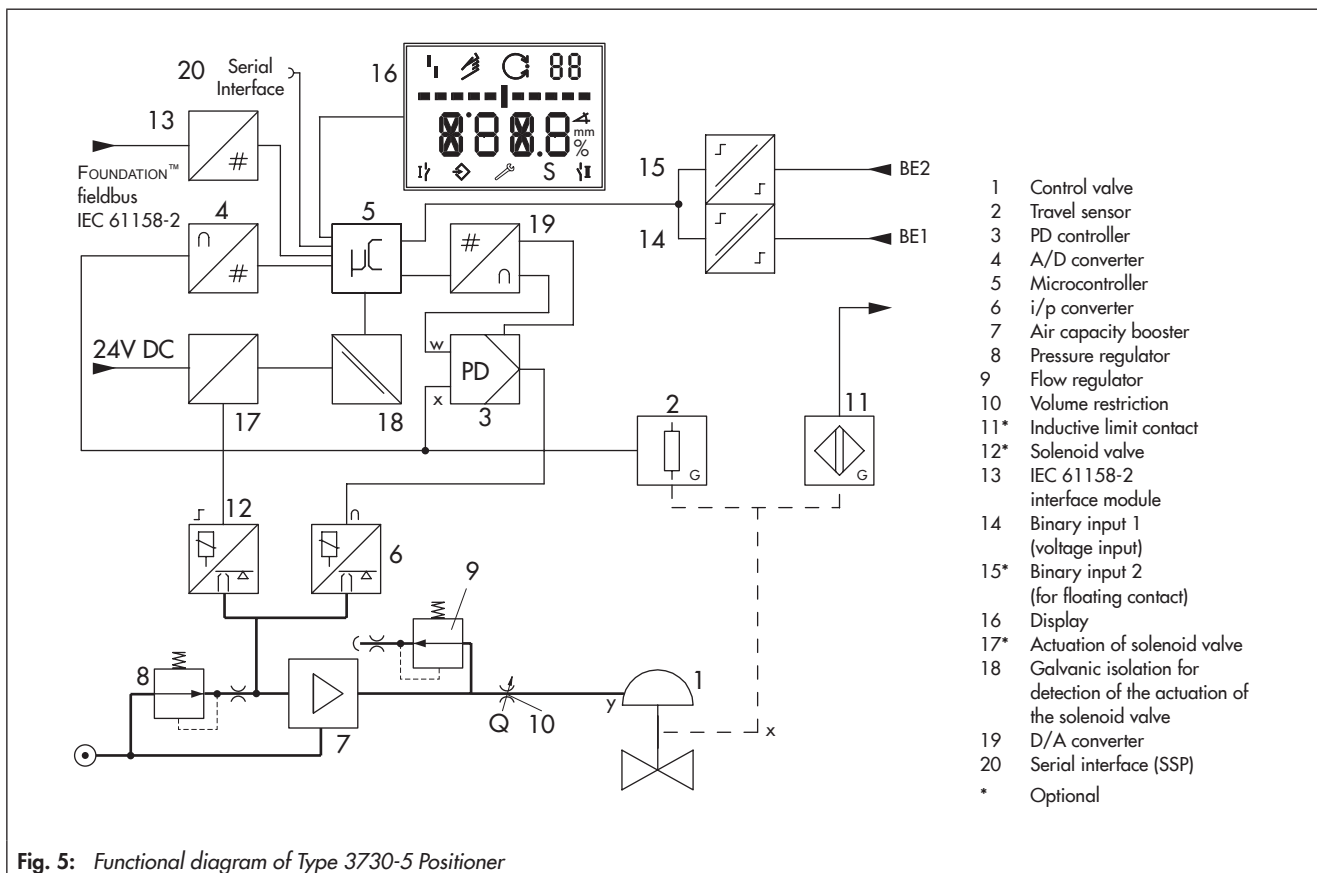 20 Serial
Interface
16
88
8.8 8.8
mm
%
S
13
#
FOUNDATION™
fieldbus
IEC 61158-2
4
#
5
µC
19
#
15
BE2
14
BE1
24V DC
17
18
w
PD
x
3
2
G
11
G
12
6
9
8
7
Q
10
y
1
x
1 Control valve
2 Travel sensor
3 PD controller
4 A/D converter
5 Microcontroller
6 i/p converter
7 Air capacity booster
8 Pressure regulator
9 Flow regulator
10 Volume restriction
11* Inductive limit contact
12* Solenoid valve
13 IEC 61158-2
interface module
14 Binary input 1
(voltage input)
15* Binary input 2
(for floating contact)
16 Display
17* Actuation of solenoid valve
18 Galvanic isolation for
detection of the actuation of
the solenoid valve
19 D/A converter
20 Serial interface (SSP)
* Optional
Fig. 5: Functional diagram of Type 3730-5 Positioner